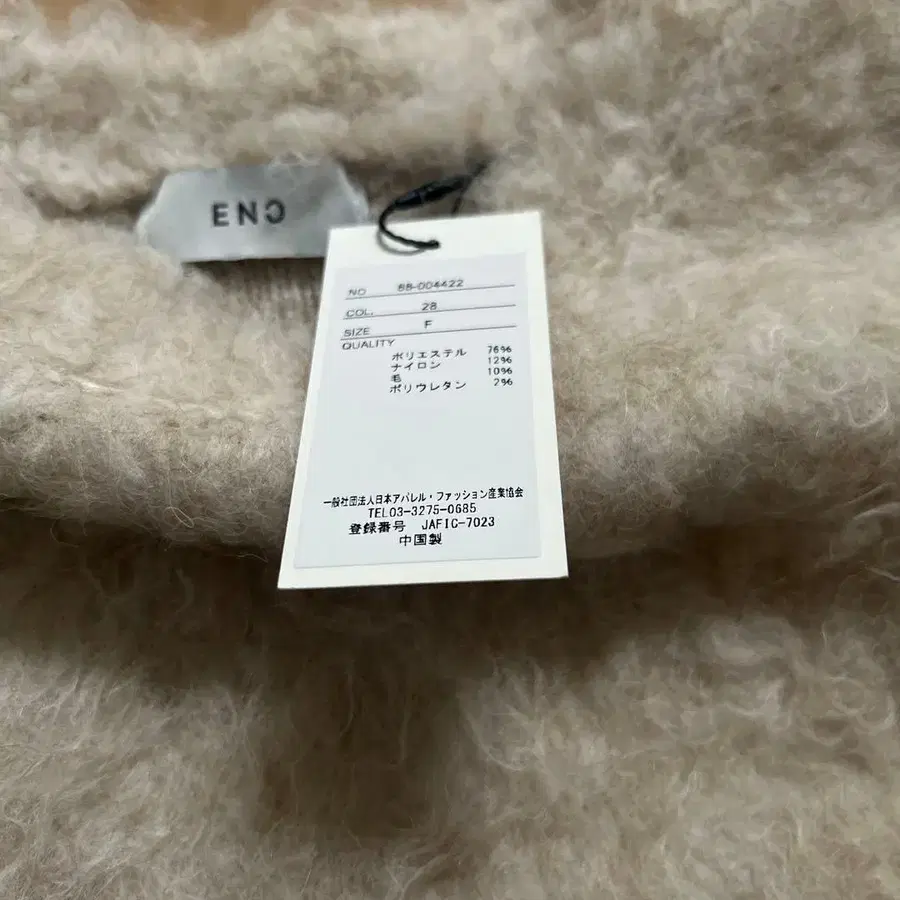 ENC
NO 88-004422
COL. 28
SIZE F
QUALITY
ポリエステル 76%
ナイロン 12%
毛 10%
ポリウレタン 2%
一般社団法人日本アパレル・ファッション産業協会
TEL03-3275-0685
登録番号 JAFIC-7023
中国製